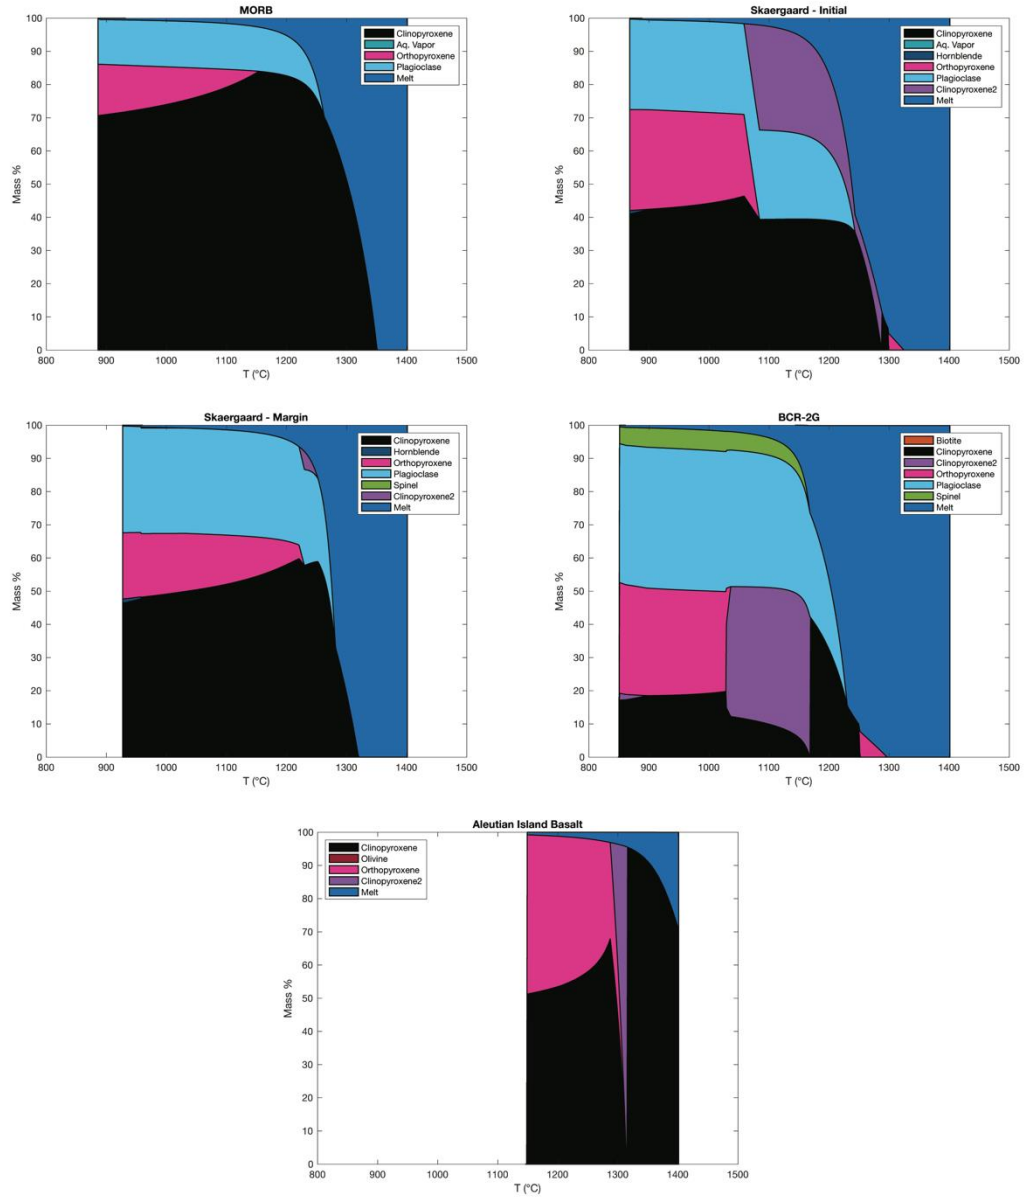 MORB
100
90
80
70
60
50
40
30
20
10
0
Mass %
Clinopyroxene
Aq. Vapor
Orthopyroxene
Plagioclase
Melt
800 900 1000 1100 1200 1300 1400 1500
T (°C)
Skaergaard - Initial
100
90
80
70
60
50
40
30
20
10
0
Mass %
Clinopyroxene
Aq. Vapor
Hornblende
Orthopyroxene
Plagioclase
Clinopyroxene2
Melt
800 900 1000 1100 1200 1300 1400 1500
T (°C)
Skaergaard - Margin
100
90
80
70
60
50
40
30
20
10
0
Mass %
Clinopyroxene
Hornblende
Orthopyroxene
Plagioclase
Spinel
Clinopyroxene2
Melt
800 900 1000 1100 1200 1300 1400 1500
T (°C)
BCR-2G
100
90
80
70
60
50
40
30
20
10
0
Mass %
Biotite
Clinopyroxene
Clinopyroxene2
Orthopyroxene
Plagioclase
Spinel
Melt
800 900 1000 1100 1200 1300 1400 1500
T (°C)
Aleutian Island Basalt
100
90
80
70
60
50
40
30
20
10
0
Mass %
Clinopyroxene
Olivine
Orthopyroxene
Clinopyroxene2
Melt
800 900 1000 1100 1200 1300 1400 1500
T (°C)